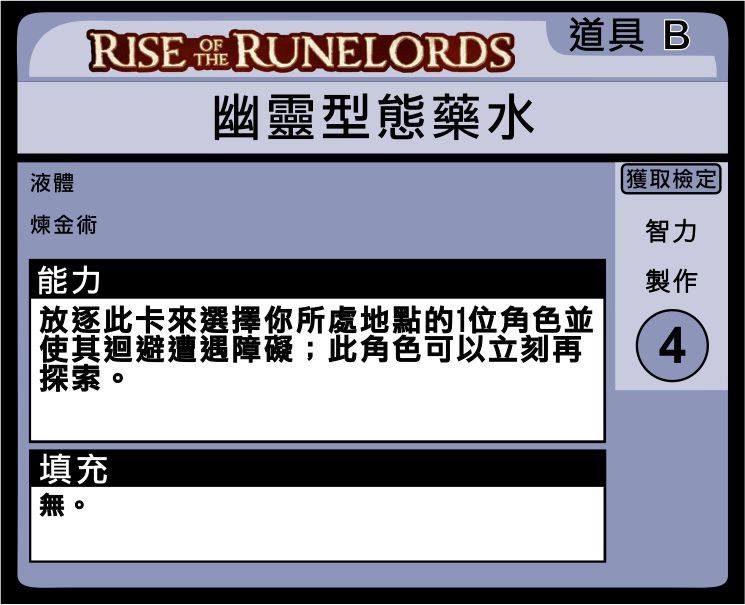 RISE OF THE RUNELORDS
道具 B
幽靈型態藥水
液體
煉金術
獲取檢定
智力
製作
4
能力
放逐此卡來選擇你所處地點的1位角色並
使其迴避遭遇障礙；此角色可以立刻再
探索。
填充
無。